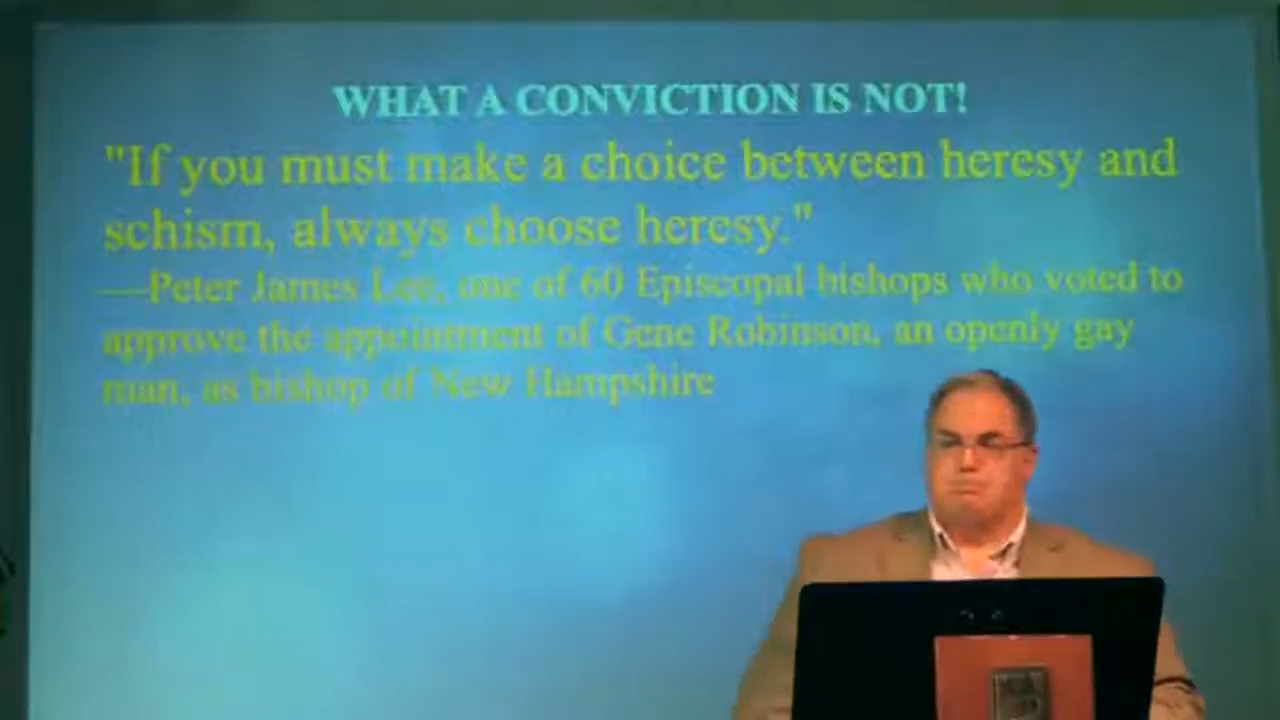 WHAT A CONVICTION IS NOT!
"If you must make a choice between heresy and
schism, always choose heresy."
—Peter James Lee, one of 60 Episcopal bishops who voted to
approve the appointment of Gene Robinson, an openly gay
man, as bishop of New Hampshire